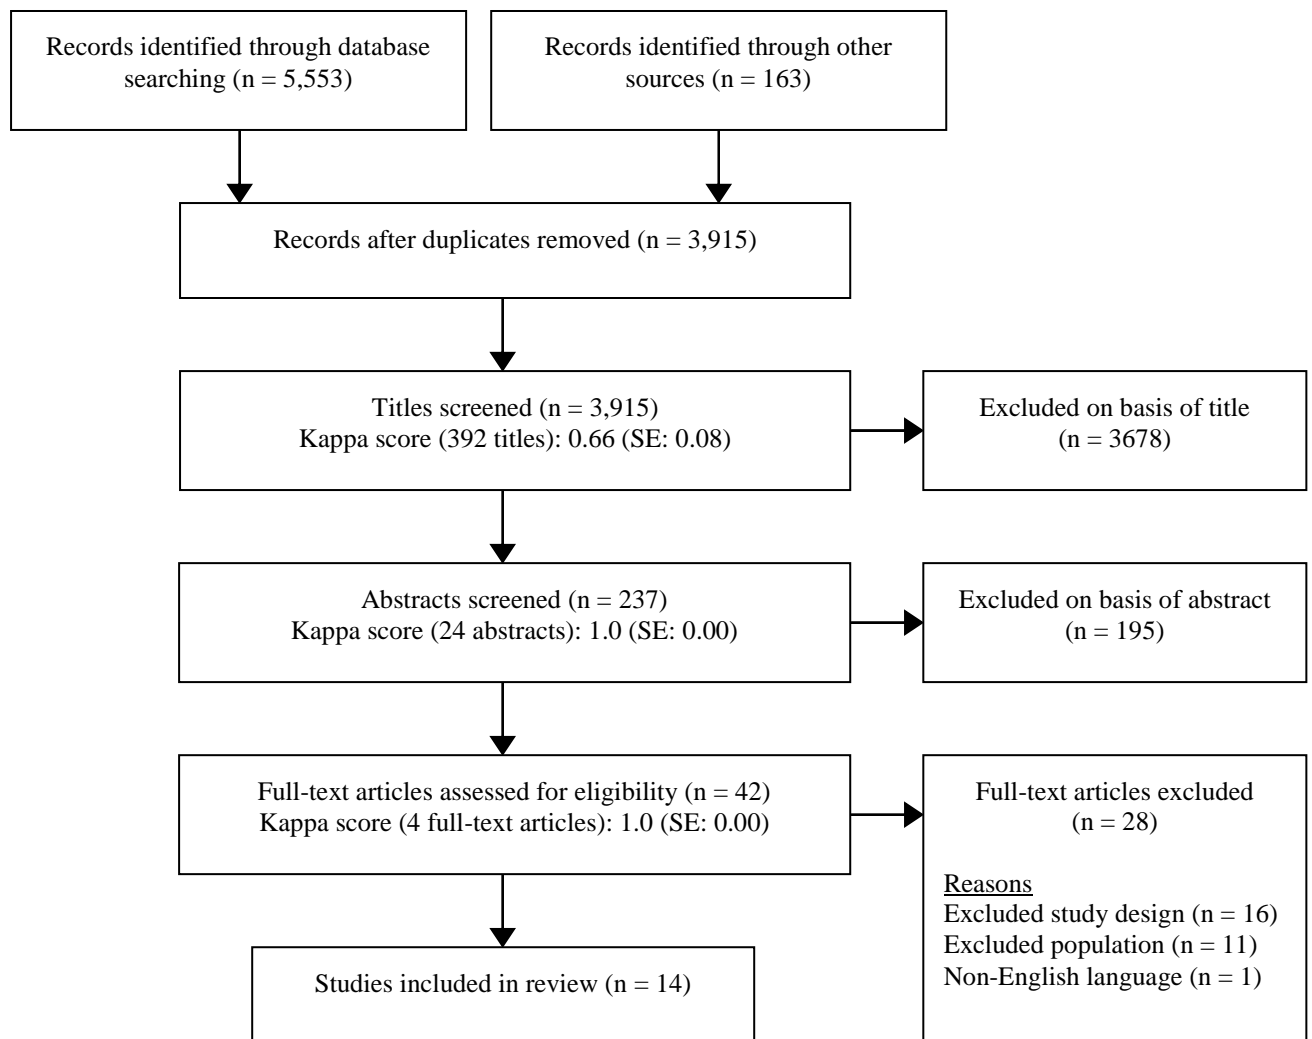 Records identified through database
searching (n = 5,553)
Records identified through other
sources (n = 163)
Records after duplicates removed (n = 3,915)
Titles screened (n = 3,915)
Kappa score (392 titles): 0.66 (SE: 0.08)
Excluded on basis of title
(n = 3678)
Abstracts screened (n = 237)
Kappa score (24 abstracts): 1.0 (SE: 0.00)
Excluded on basis of abstract
(n = 195)
Full-text articles assessed for eligibility (n = 42)
Kappa score (4 full-text articles): 1.0 (SE: 0.00)
Full-text articles excluded
(n = 28)
Reasons
Excluded study design (n = 16)
Excluded population (n = 11)
Non-English language (n = 1)
Studies included in review (n = 14)